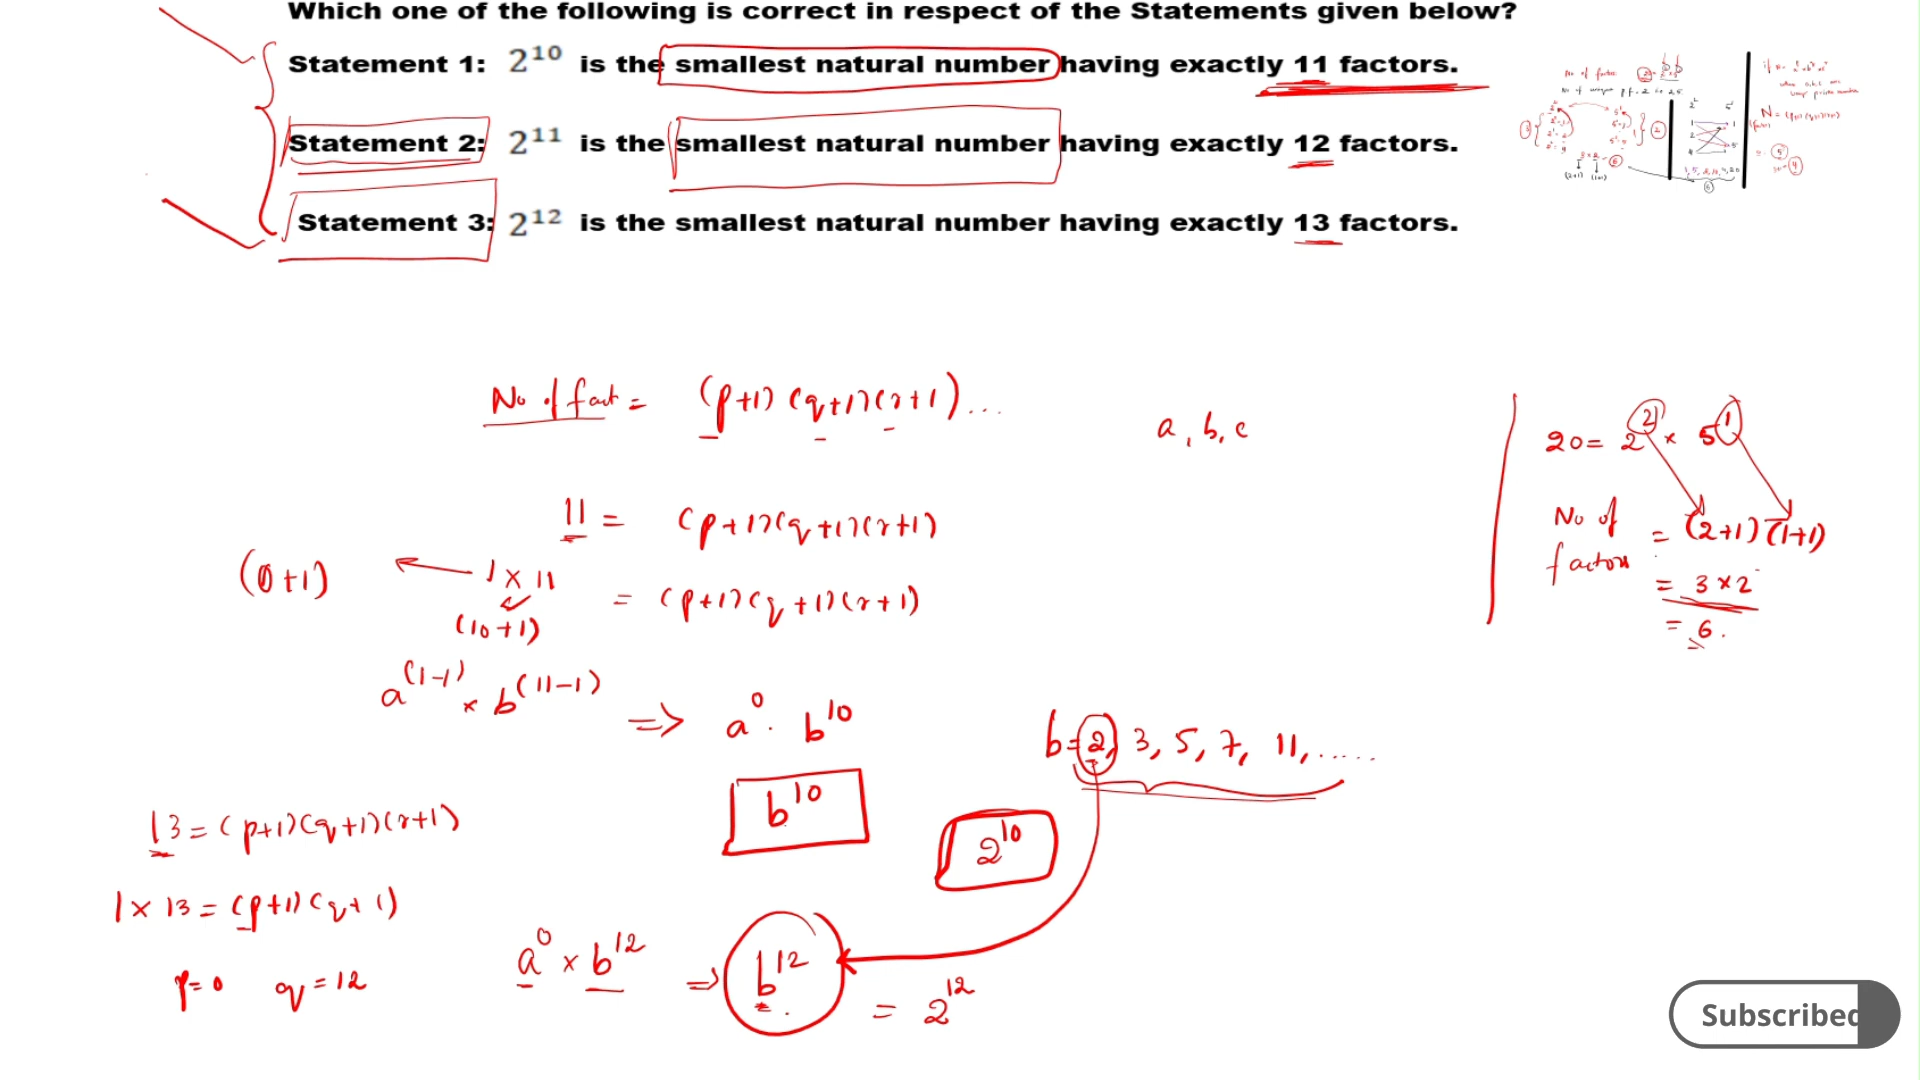 Which one of the following is correct in respect of the Statements given below?
Statement 1: 2^10 is the smallest natural number having exactly 11 factors.
Statement 2: 2^11 is the smallest natural number having exactly 12 factors.
Statement 3: 2^12 is the smallest natural number having exactly 13 factors.
No of fact = (p+1)(q+1)(r+1)...
a, b, c
11 = (p+1)(q+1)(r+1)
(0+1) ← 1 × 11 = (p+1)(q+1)(r+1)
(10+1)
a^(1-1) × b^(11-1) => a^0 . b^10
b = 2, 3, 5, 7, 11, .....
b^10
2^10
13 = (p+1)(q+1)(r+1)
1 × 13 = (p+1)(q+1)
p=0 q=12
a^0 × b^12 => b^12 = 2^12
20 = 2^2 × 5^1
No of factors = (2+1)(1+1)
= 3×2
= 6.
Subscribed